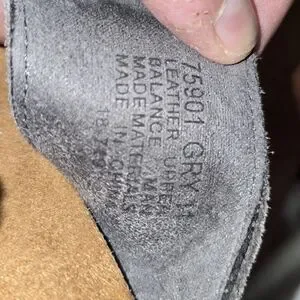 75901 GRY 11
LEATHER UPPER
BALANCE MAN
MADE MATERIALS
MADE IN CHINA